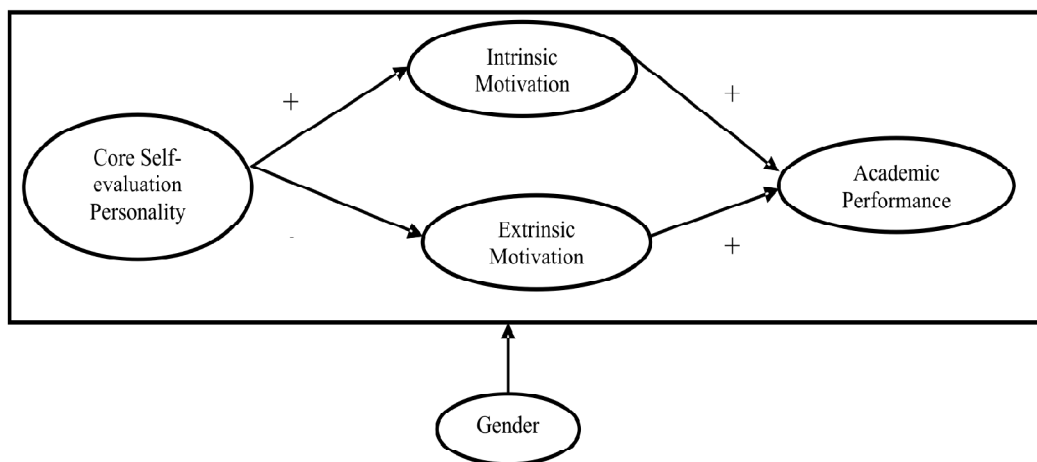 Intrinsic
Motivation
+
+
Core Self-
evaluation
Personality
Academic
Performance
-
Extrinsic
Motivation
+
Gender